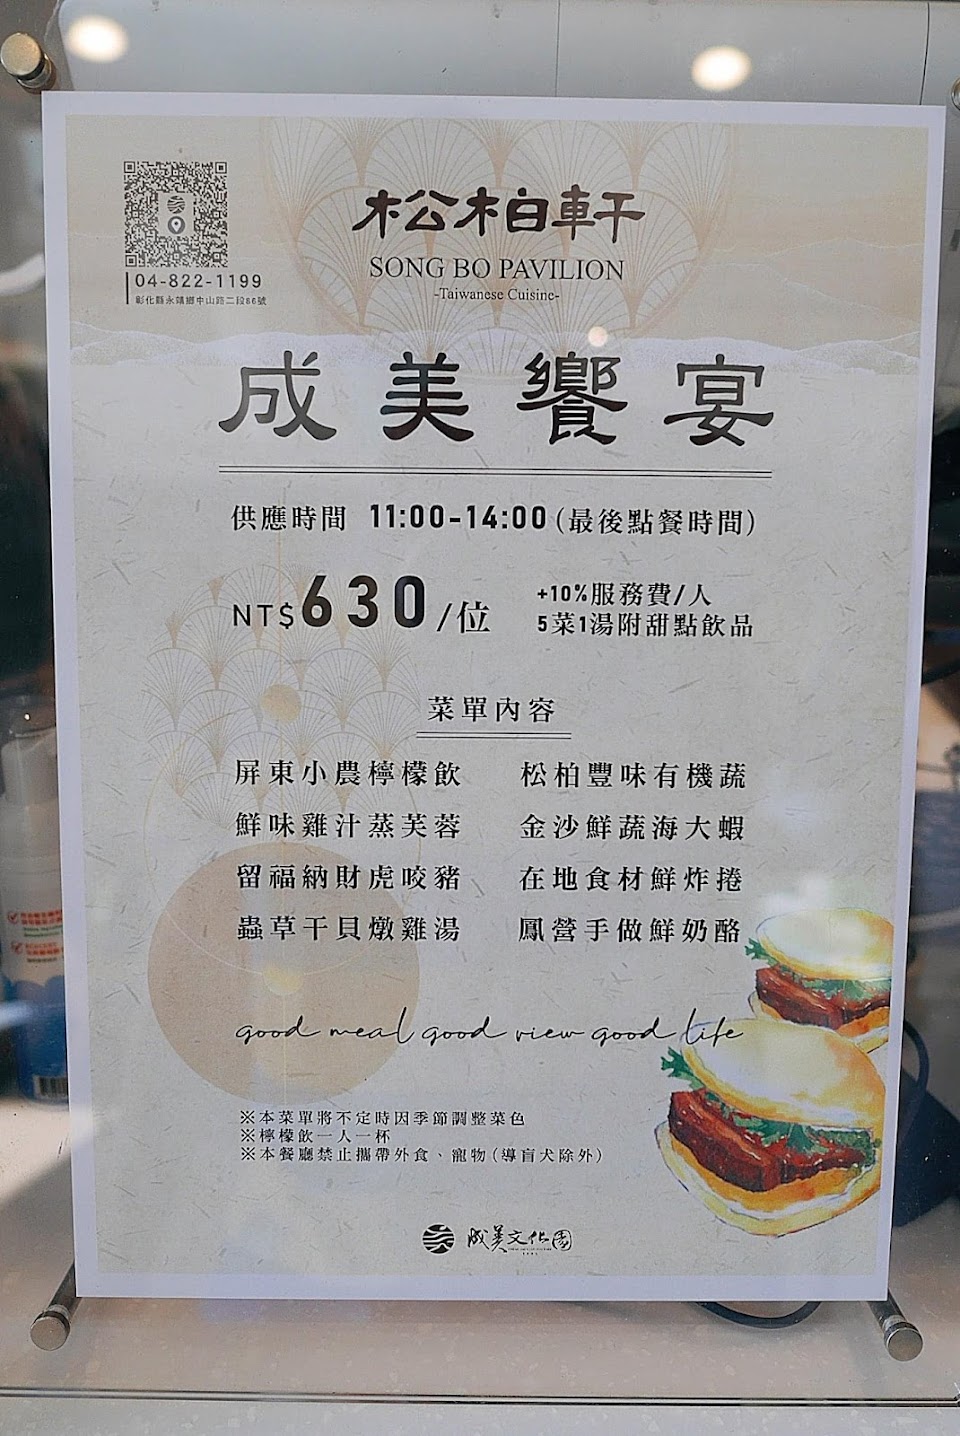 松柏軒
SONG BO PAVILION
-Taiwanese Cuisine-
04-822-1199
彰化縣永靖鄉中山路二段66號
成美饗宴
供應時間 11:00-14:00(最後點餐時間)
NT$630/位
+10%服務費/人
5菜1湯附甜點飲品
菜單內容
屏東小農檸檬飲 松柏豐味有機蔬
鮮味雞汁蒸芙蓉 金沙鮮蔬海大蝦
留福納財虎咬豬 在地食材鮮炸捲
蟲草干貝燉雞湯 鳳營手做鮮奶酪
good meal good view good life
※本菜單將不定時因季節調整菜色
※檸檬飲一人一杯
※本餐廳禁止攜帶外食、寵物(導盲犬除外)
成美文化園